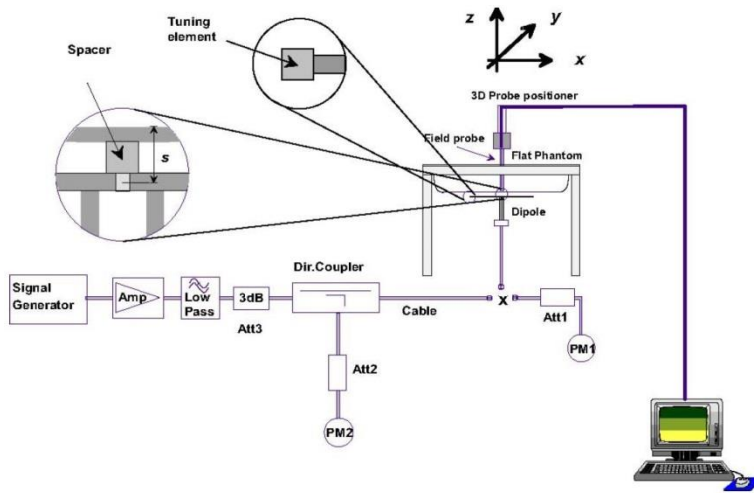 Tuning
element
Spacer
z
y
x
3D Probe positioner
Field probe
Flat Phantom
s
Dipole
Signal
Generator
Amp
Low
Pass
3dB
Att3
Dir.Coupler
Cable
x
Att1
PM1
Att2
PM2